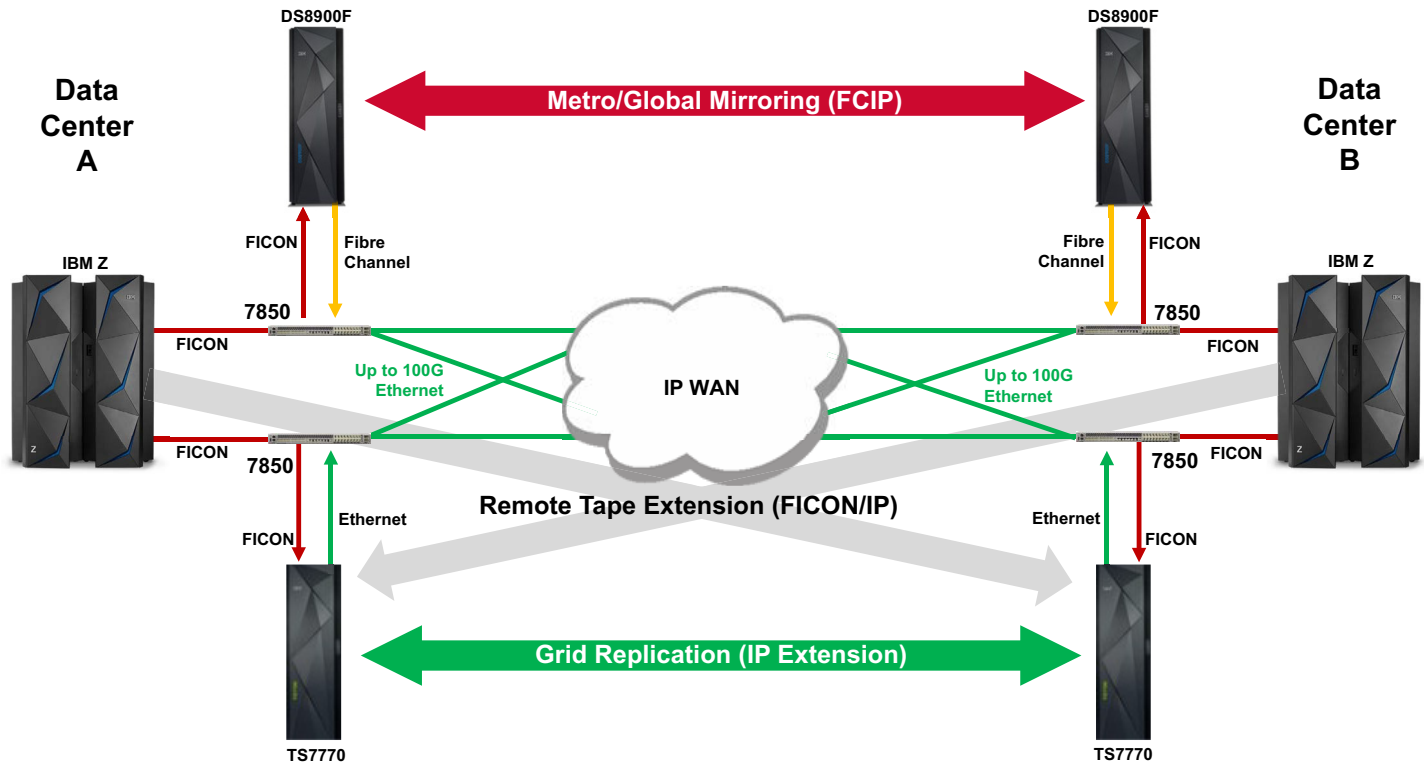 DS8900F
DS8900F
Data
Center
A
Metro/Global Mirroring (FCIP)
Data
Center
B
FICON
Fibre
Channel
Fibre
Channel
FICON
IBM Z
IBM Z
7850
7850
FICON
FICON
Up to 100G
Ethernet
IP WAN
Up to 100G
Ethernet
FICON
FICON
7850
7850
Remote Tape Extension (FICON/IP)
Ethernet
Ethernet
FICON
FICON
Grid Replication (IP Extension)
TS7770
TS7770
Z
Z